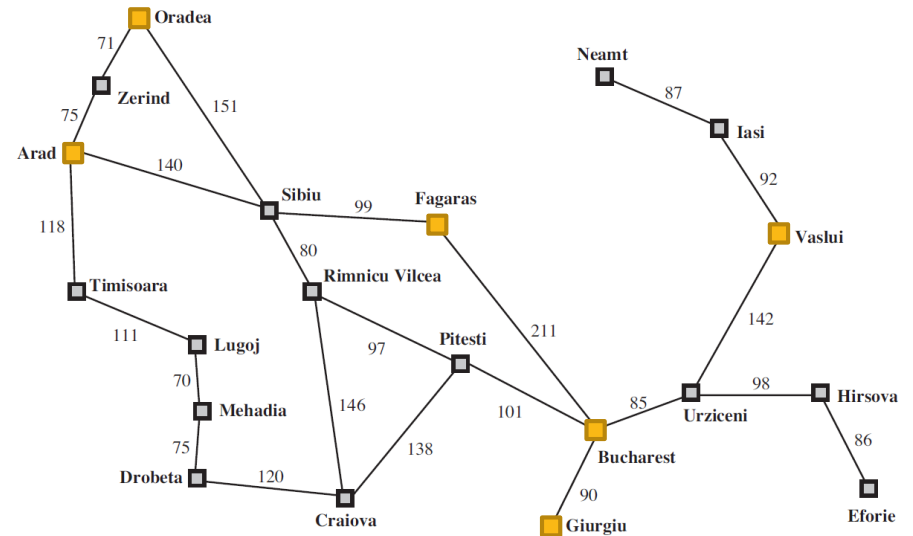 Oradea
71
Neamt
Zerind
87
75
151
Iasi
Arad
140
92
Sibiu
Fagaras
99
118
Vaslui
80
Timisoara
Rimnicu Vilcea
142
111
211
Lugoj
97
Pitesti
70
98
Mehadia
146
101
85
Urziceni
Hirsova
75
138
86
Drobeta
120
Bucharest
90
Craiova
Giurgiu
Eforie